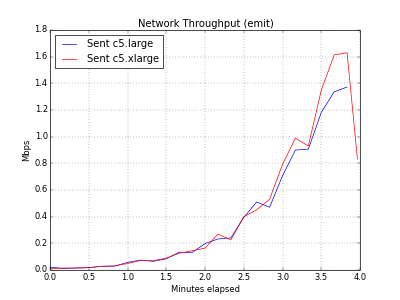 Network Throughput (emit)
1.8
1.6
1.4
1.2
1.0
0.8
0.6
0.4
0.2
0.0
Mbps
Sent c5.large
Sent c5.xlarge
0.0 0.5 1.0 1.5 2.0 2.5 3.0 3.5 4.0
Minutes elapsed